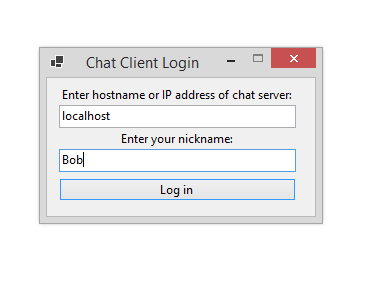 Chat Client Login
Enter hostname or IP address of chat server:
localhost
Enter your nickname:
Bob
Log in